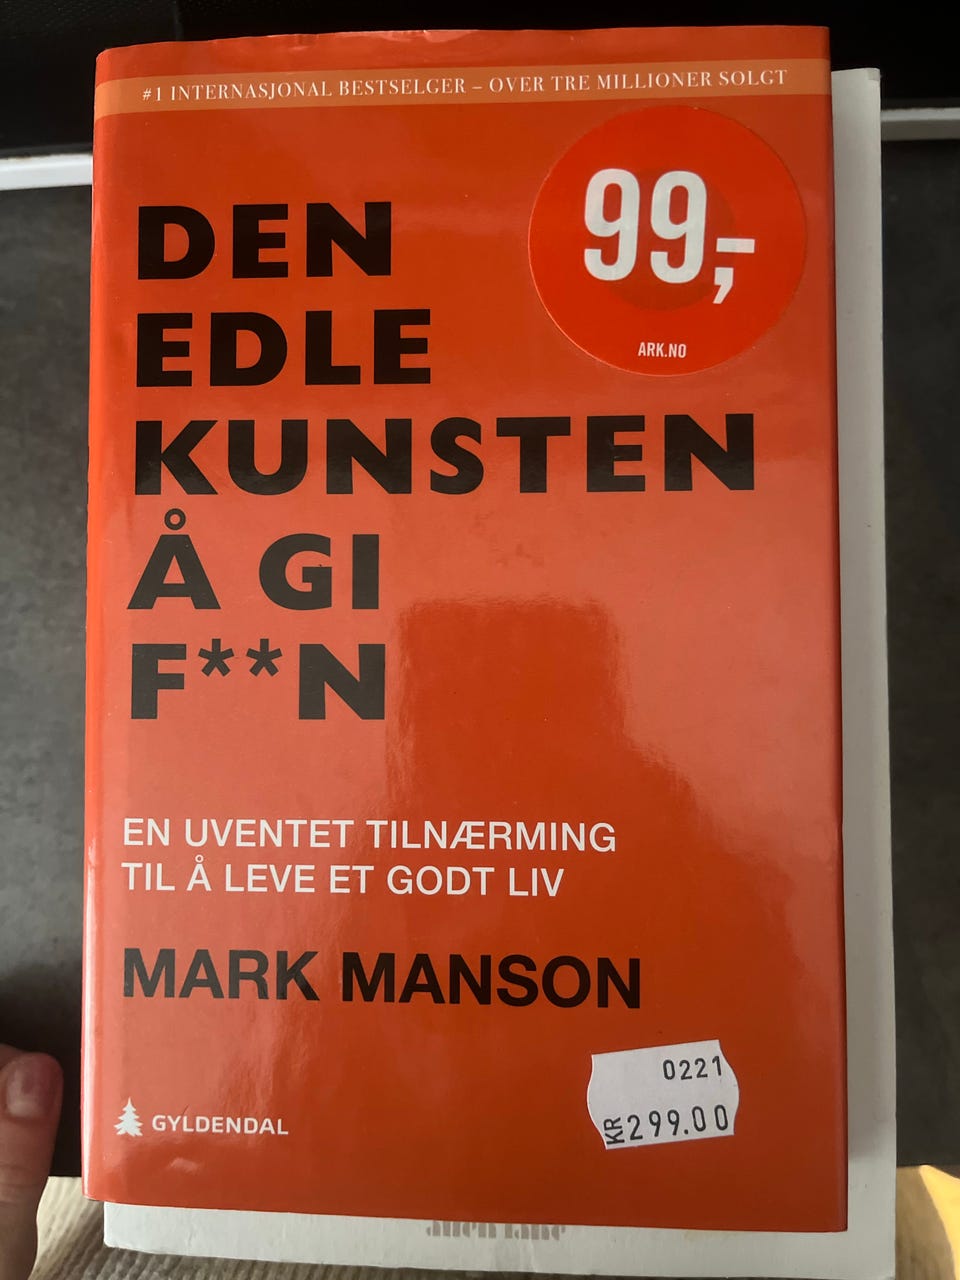 #1 INTERNASJONAL BESTSELGER – OVER TRE MILLIONER SOLGT
99,-
ARK.NO
DEN
EDLE
KUNSTEN
Å GI
F**N
EN UVENTET TILNÆRMING
TIL Å LEVE ET GODT LIV
MARK MANSON
GYLDENDAL
0221
KR 299.00